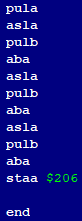 pula
asla
pulb
aba
asla
pulb
aba
asla
pulb
aba
staa $206
end